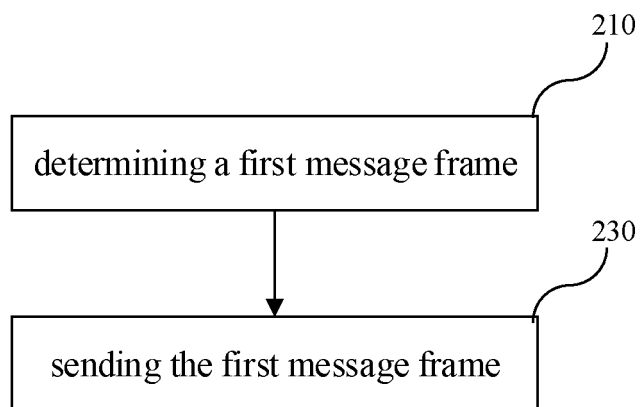 210
determining a first message frame
230
sending the first message frame